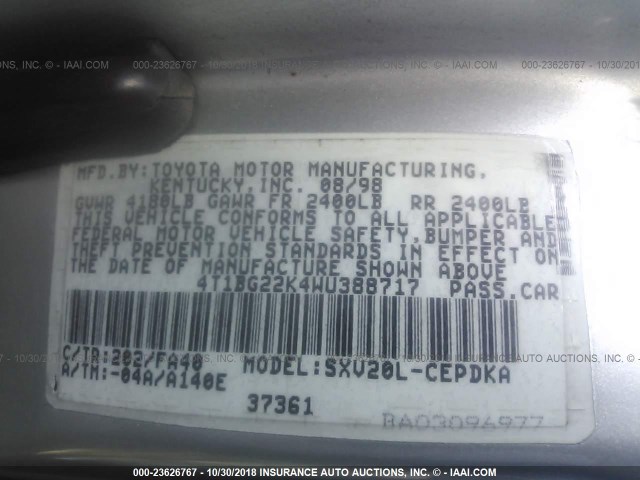 INC. © - IAAI.COM 000-23626767 - 10/30/2018 INSURANCE AUTO AUCTIONS, INC. © - IAAI.COM 000-23626767 - 10/30/2018
MFD.BY:TOYOTA MOTOR MANUFACTURING,
KENTUCKY,INC. 08/98
GVWR 4180LB GAWR FR 2400LB RR 2400LB
THIS VEHICLE CONFORMS TO ALL APPLICABLE
FEDERAL MOTOR VEHICLE SAFETY,BUMPER AND
THEFT PREVENTION STANDARDS IN EFFECT ON
THE DATE OF MANUFACTURE SHOWN ABOVE
4T1BG22K4WU388717 PASS.CAR
C/TR:202/FA40 MODEL:SXV20L-CEPDKA
A/TM:-04A/A140E
37361
BA03096977
000-23626767 - 10/30/2018 INSURANCE AUTO AUCTIONS, INC. © - IAAI.COM